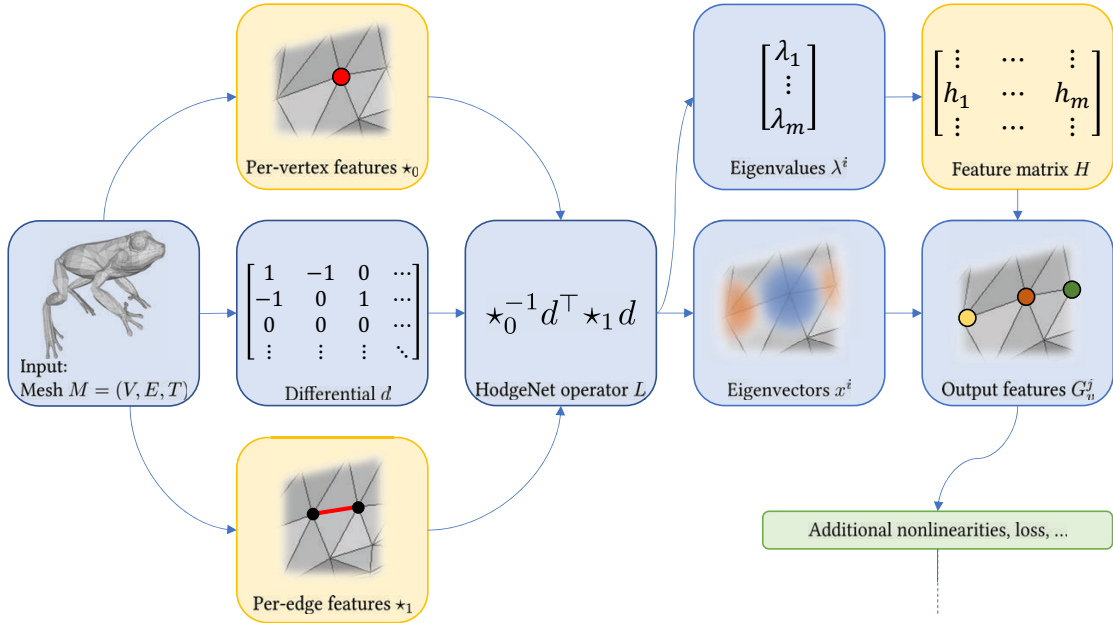 Per-vertex features ⋆₀
Input:
Mesh M = (V, E, T)
1 −1 0 ⋯
−1 0 1 ⋯
0 0 0 ⋯
⋮ ⋮ ⋮ ⋱
Differential d
Per-edge features ⋆₁
⋆₀⁻¹d⊤ ⋆₁ d
HodgeNet operator L
λ₁
⋮
λₘ
Eigenvalues λⁱ
⋮ ⋯ ⋮
h₁ ⋯ hₘ
⋮ ⋯ ⋮
Feature matrix H
Eigenvectors xⁱ
Output features Gₙʲ
Additional nonlinearities, loss, ...